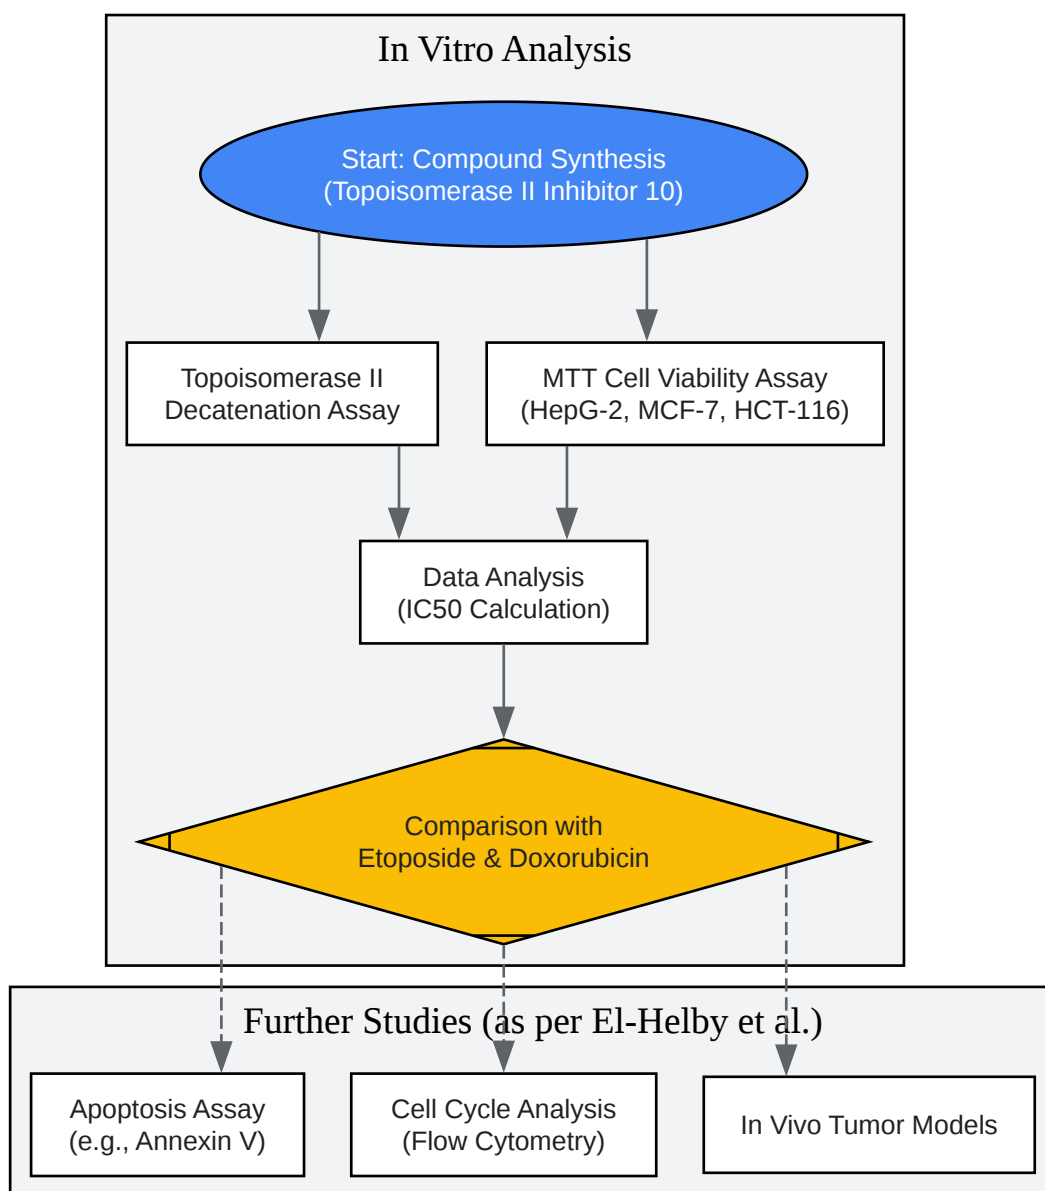 In Vitro Analysis
Start: Compound Synthesis
(Topoisomerase II Inhibitor 10)
Topoisomerase II
Decatenation Assay
MTT Cell Viability Assay
(HepG-2, MCF-7, HCT-116)
Data Analysis
(IC50 Calculation)
Comparison with
Etoposide & Doxorubicin
Further Studies (as per El-Helby et al.)
Apoptosis Assay
(e.g., Annexin V)
Cell Cycle Analysis
(Flow Cytometry)
In Vivo Tumor Models